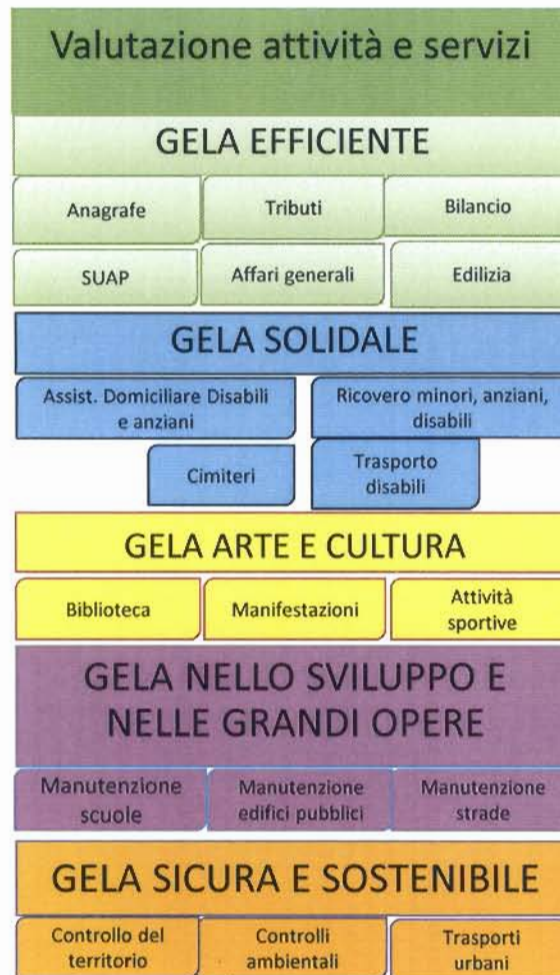 Valutazione attività e servizi
GELA EFFICIENTE
Anagrafe
Tributi
Bilancio
SUAP
Affari generali
Edilizia
GELA SOLIDALE
Assist. Domiciliare Disabili
e anziani
Ricovero minori, anziani,
disabili
Cimiteri
Trasporto
disabili
GELA ARTE E CULTURA
Biblioteca
Manifestazioni
Attività
sportive
GELA NELLO SVILUPPO E
NELLE GRANDI OPERE
Manutenzione
scuole
Manutenzione
edifici pubblici
Manutenzione
strade
GELA SICURA E SOSTENIBILE
Controllo del
territorio
Controlli
ambientali
Trasporti
urbani